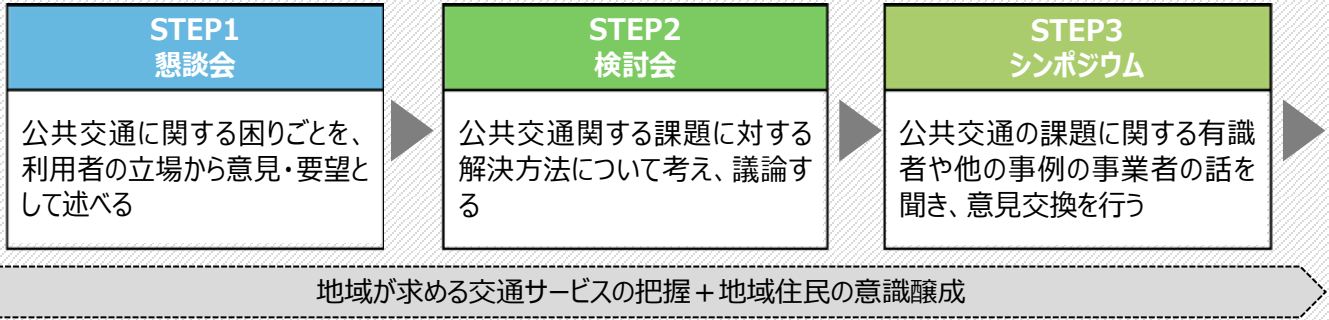 STEP1
懇談会
公共交通に関する困りごとを、
利用者の立場から意見・要望と
して述べる
STEP2
検討会
公共交通関する課題に対する
解決方法について考え、議論す
る
STEP3
シンポジウム
公共交通の課題に関する有識
者や他の事例の事業者の話を
聞き、意見交換を行う
地域が求める交通サービスの把握＋地域住民の意識醸成